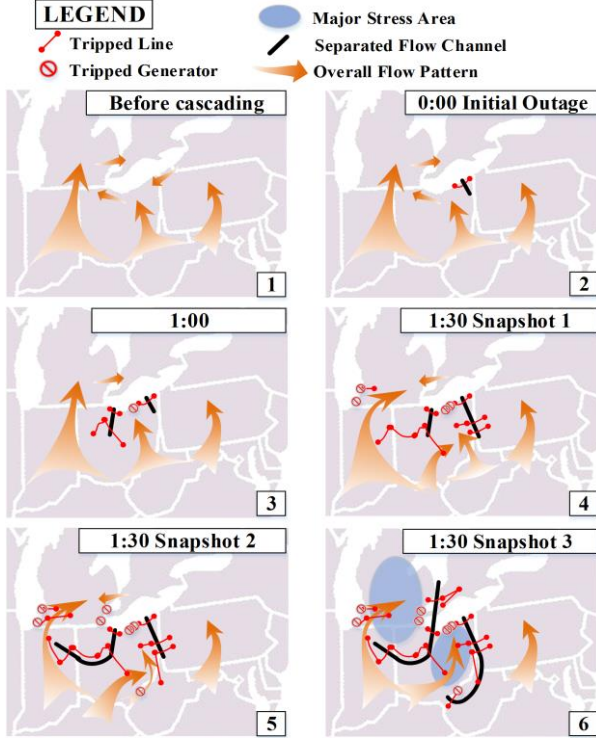 LEGEND
Major Stress Area
Tripped Line
Separated Flow Channel
Tripped Generator
Overall Flow Pattern
Before cascading
1
0:00 Initial Outage
2
1:00
3
1:30 Snapshot 1
4
1:30 Snapshot 2
5
1:30 Snapshot 3
6